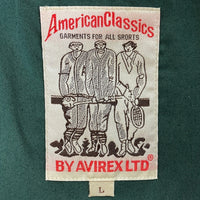 AmericanClassics
GARMENTS FOR ALL SPORTS
BY AVIREX LTD®
L